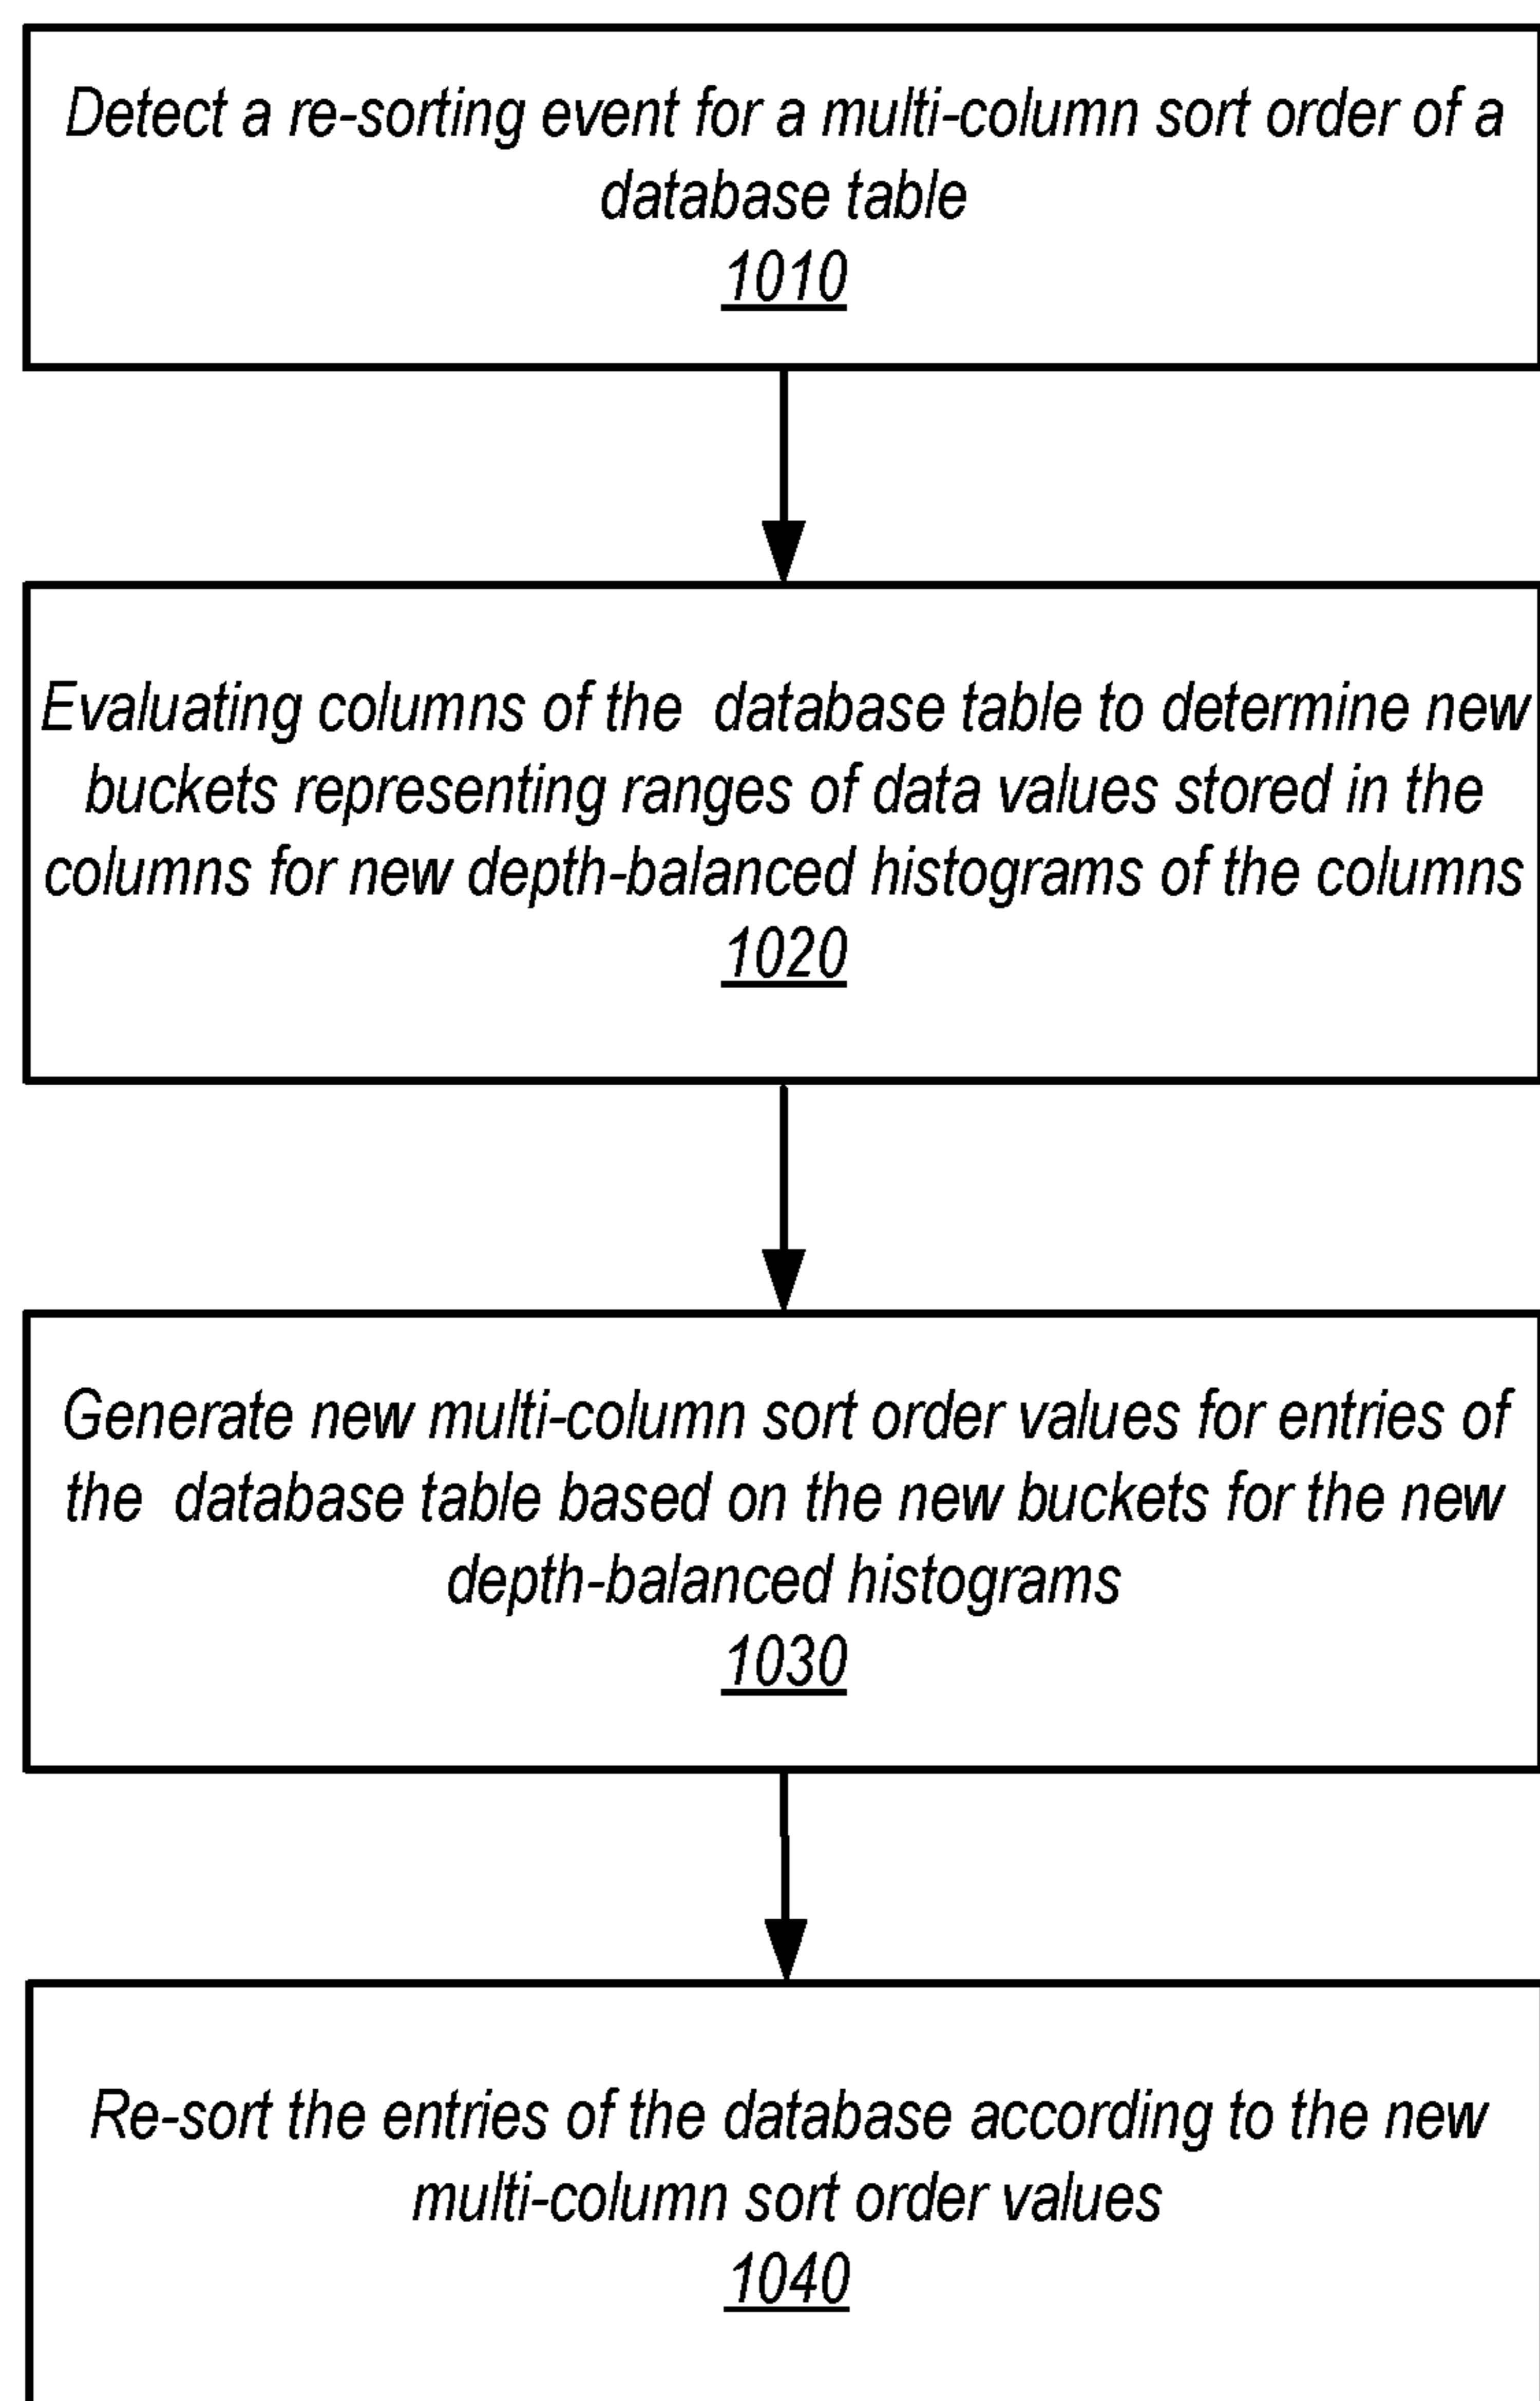 Detect a re-sorting event for a multi-column sort order of a
database table
1010
Evaluating columns of the database table to determine new
buckets representing ranges of data values stored in the
columns for new depth-balanced histograms of the columns
1020
Generate new multi-column sort order values for entries of
the database table based on the new buckets for the new
depth-balanced histograms
1030
Re-sort the entries of the database according to the new
multi-column sort order values
1040